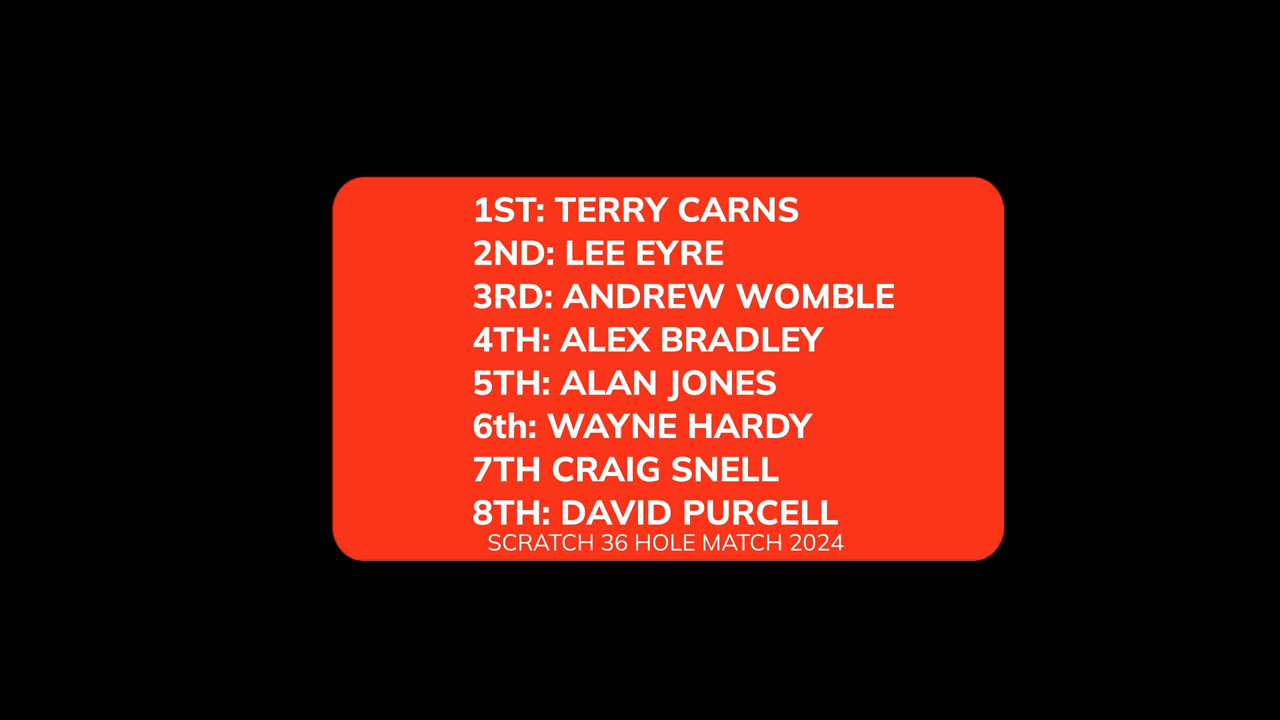 1ST: TERRY CARNS
2ND: LEE EYRE
3RD: ANDREW WOMBLE
4TH: ALEX BRADLEY
5TH: ALAN JONES
6th: WAYNE HARDY
7TH CRAIG SNELL
8TH: DAVID PURCELL
SCRATCH 36 HOLE MATCH 2024